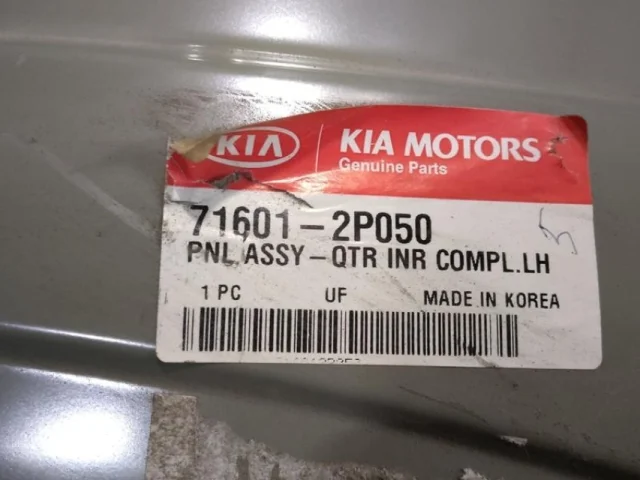 KIA
KIA MOTORS
Genuine Parts
71601-2P050
PNL ASSY-QTR INR COMPL.LH
1 PC UF MADE IN KOREA